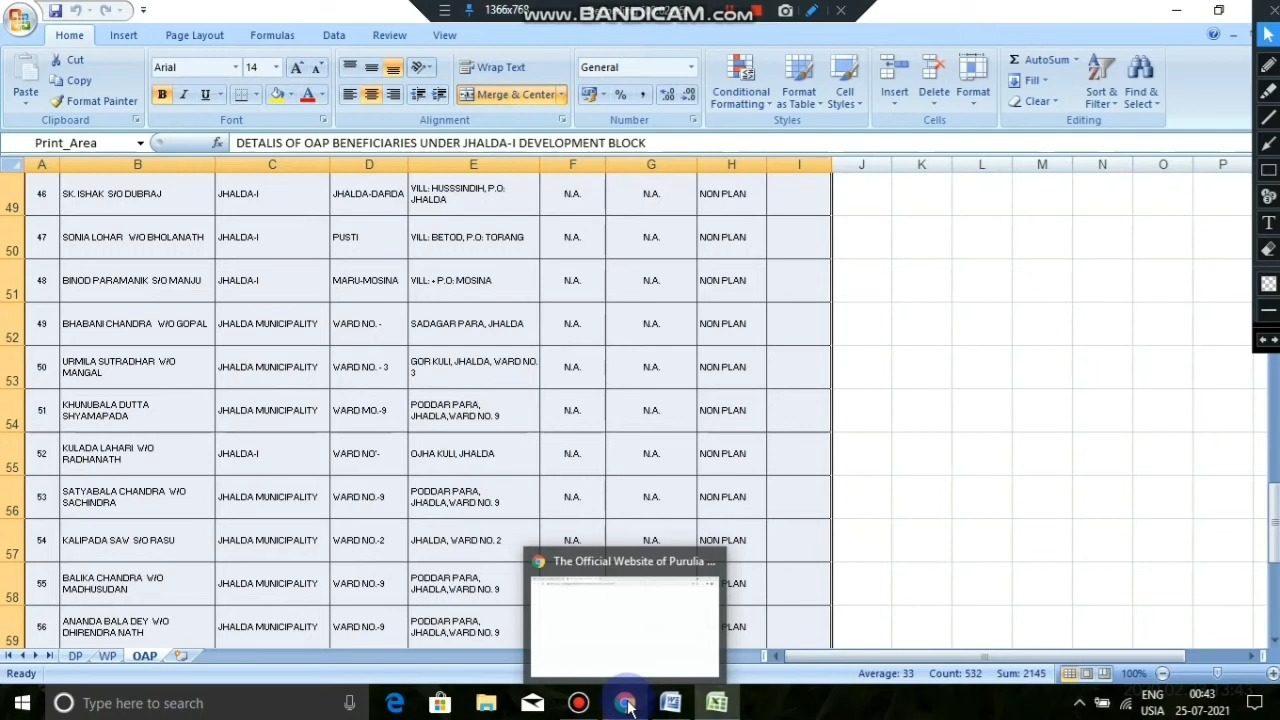 1366x768
www.BANDICAM.com
Home Insert Page Layout Formulas Data Review View
Cut
Copy
Format Painter
Paste
Arial 14
General
Wrap Text
Merge & Center
Conditional Formatting
Format as Table
Cell Styles
Insert Delete Format
AutoSum
Fill
Clear
Sort & Filter
Find & Select
Clipboard Font Alignment Number Styles Cells Editing
Print_Area fx DETALIS OF OAP BENEFICIARIES UNDER JHALDA-I DEVELOPMENT BLOCK
A B C D E F G H I J K L M N O P
49 46 SK. ISHAK S/O DUBRAJ JHALDA-I JHALDA-DARDA VILL: HUSSSINDIH, P.O: JHALDA N.A. N.A. NON PLAN
50 47 SONIA LOHAR W/O BHOLANATH JHALDA-I PUSTI VILL: BETOD, P.O: TORANG N.A. N.A. NON PLAN
51 48 BINOD PARAMANIK S/O MANJU JHALDA-I MARU-MOSINA VILL: + P.O: MOSINA N.A. N.A. NON PLAN
52 49 BHABANI CHANDRA W/O GOPAL JHALDA MUNICIPALITY WARD NO. - SADAGAR PARA, JHALDA N.A. N.A. NON PLAN
53 50 URMILA SUTRADHAR W/O MANGAL JHALDA MUNICIPALITY WARD NO. - 3 GOR KULI, JHALDA, WARD NO. 3 N.A. N.A. NON PLAN
54 51 KHUNUBALA DUTTA SHYAMAPADA JHALDA MUNICIPALITY WARD MO.-9 PODDAR PARA, JHADLA,WARD NO. 9 N.A. N.A. NON PLAN
55 52 KULADA LAHARI W/O RADHANATH JHALDA-I WARD NO'- OJHA KULI, JHALDA N.A. N.A. NON PLAN
56 53 SATYABALA CHANDRA W/O SACHINDRA JHALDA MUNICIPALITY WARD NO.-9 PODDAR PARA, JHADLA,WARD NO. 9 N.A. N.A. NON PLAN
57 54 KALIPADA SAW S/O RASU JHALDA MUNICIPALITY WARD NO.-2 JHALDA, WARD NO. 2 N.A. N.A. NON PLAN
58 55 BALIKA CHANDRA W/O MADHUSUDAN JHALDA MUNICIPALITY WARD NO.-9 PODDAR PARA, JHADLA,WARD NO. 9 PLAN
59 56 ANANDA BALA DEY W/O DHIRENDRA NATH JHALDA MUNICIPALITY WARD NO.-9 PODDAR PARA, JHADLA,WARD NO. 9 PLAN
The Official Website of Purulia ...
DP WP OAP
Ready Average: 33 Count: 532 Sum: 2145 100%
Type here to search
ENG
USIA
00:43
25-07-2021